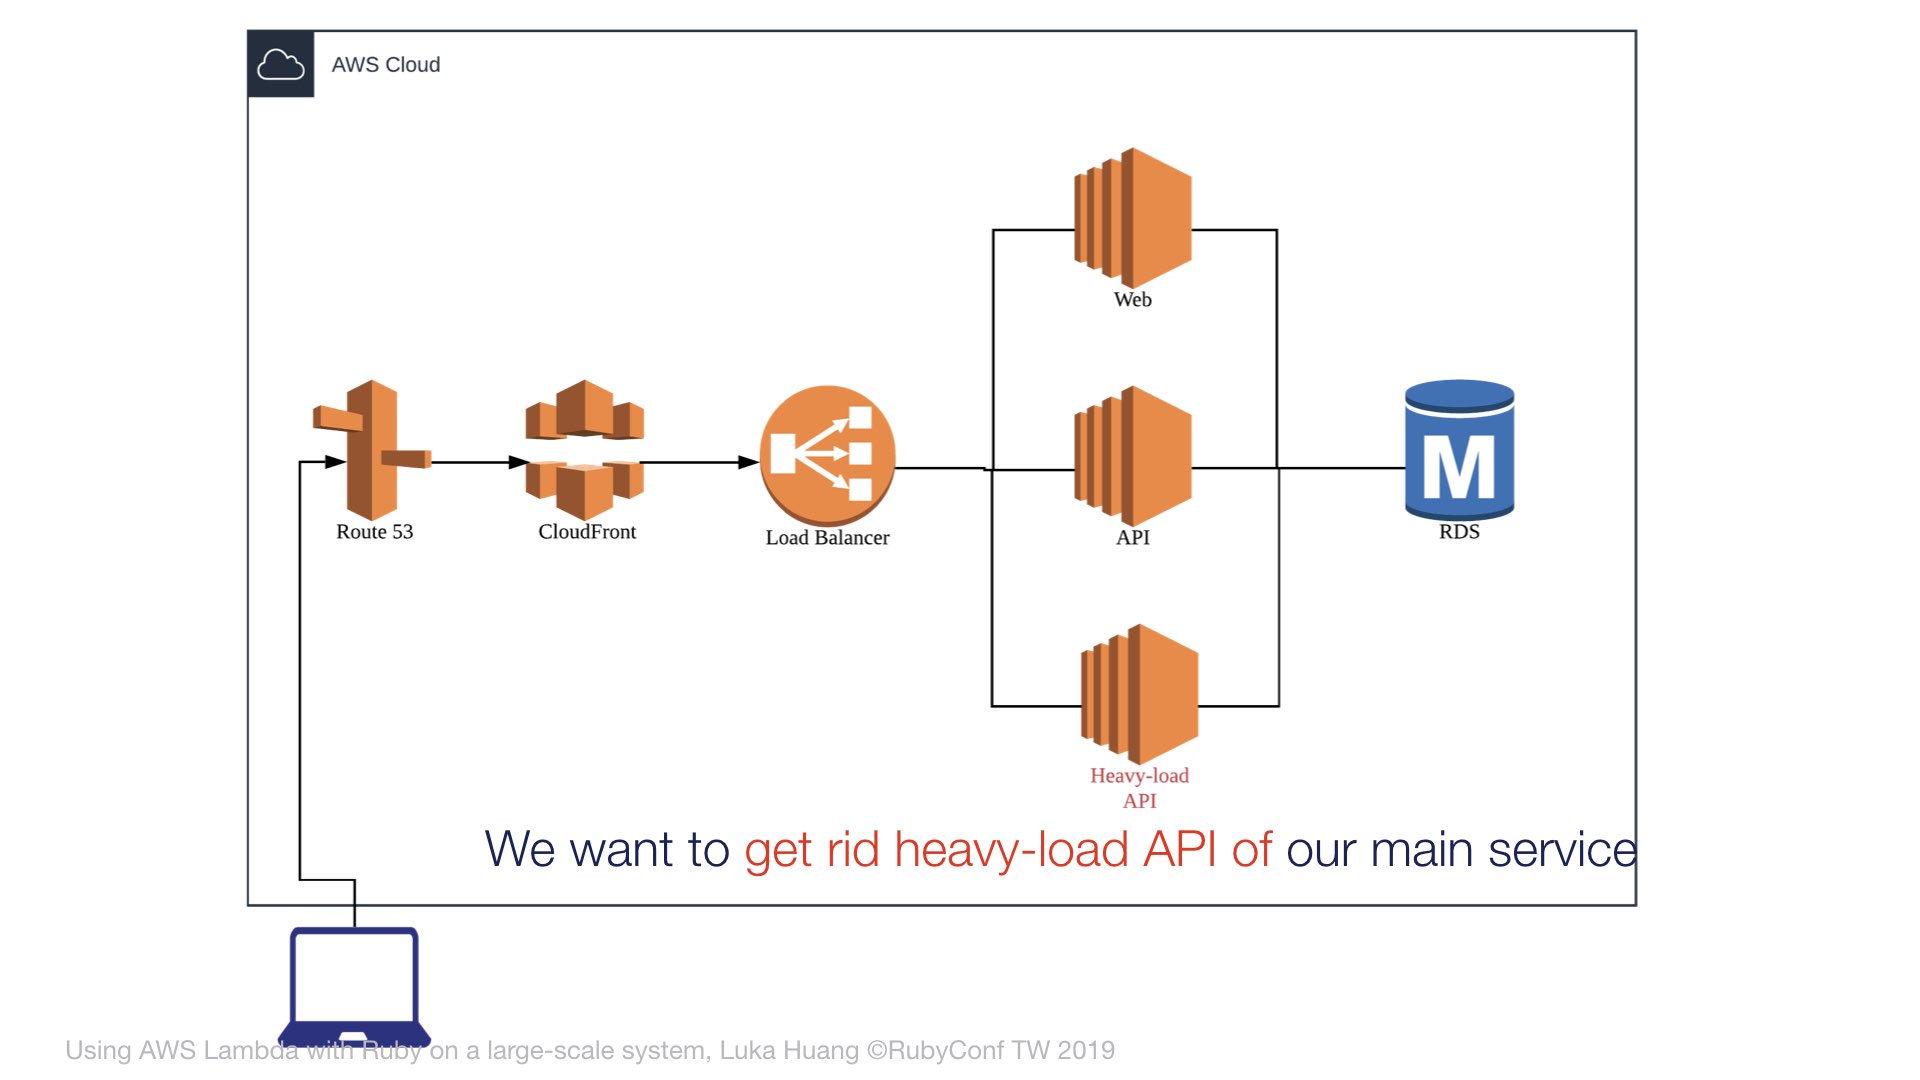 AWS Cloud
Web
Route 53
CloudFront
Load Balancer
API
M
RDS
Heavy-load
API
We want to get rid heavy-load API of our main service
Using AWS Lambda with Ruby on a large-scale system, Luka Huang ©RubyConf TW 2019